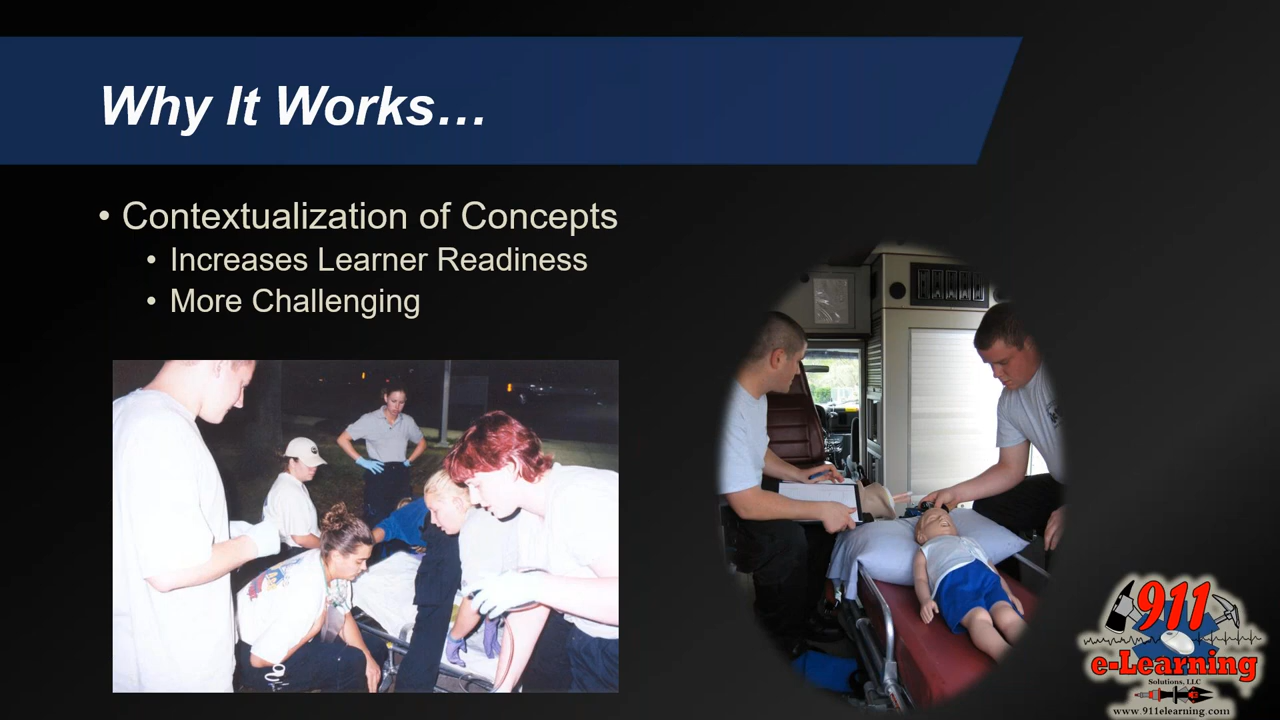 Why It Works…
• Contextualization of Concepts
• Increases Learner Readiness
• More Challenging
911
e-Learning
Solutions, LLC
www.911elearning.com